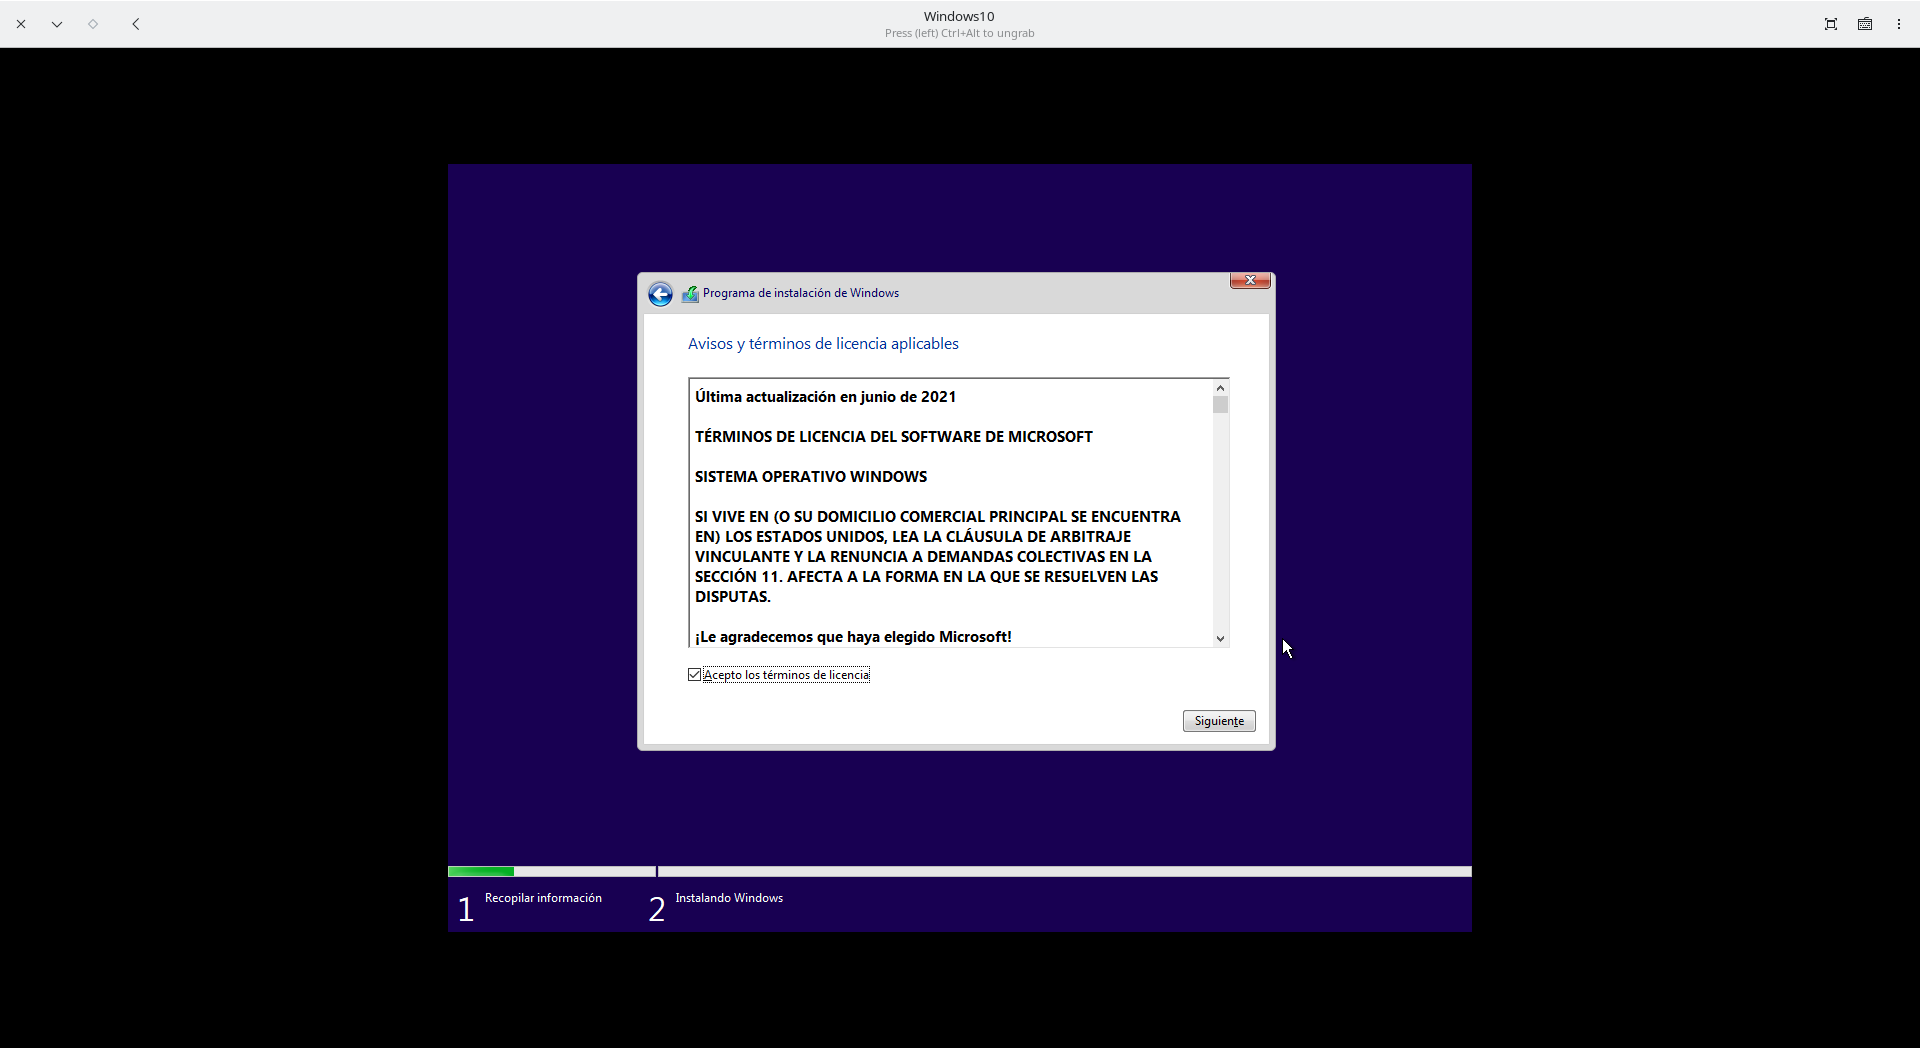 Windows10
Press (left) Ctrl+Alt to ungrab
Programa de instalación de Windows
Avisos y términos de licencia aplicables
Última actualización en junio de 2021
TÉRMINOS DE LICENCIA DEL SOFTWARE DE MICROSOFT
SISTEMA OPERATIVO WINDOWS
SI VIVE EN (O SU DOMICILIO COMERCIAL PRINCIPAL SE ENCUENTRA
EN) LOS ESTADOS UNIDOS, LEA LA CLÁUSULA DE ARBITRAJE
VINCULANTE Y LA RENUNCIA A DEMANDAS COLECTIVAS EN LA
SECCIÓN 11. AFECTA A LA FORMA EN LA QUE SE RESUELVEN LAS
DISPUTAS.
¡Le agradecemos que haya elegido Microsoft!
Acepto los términos de licencia
Siguiente
1 Recopilar información
2 Instalando Windows